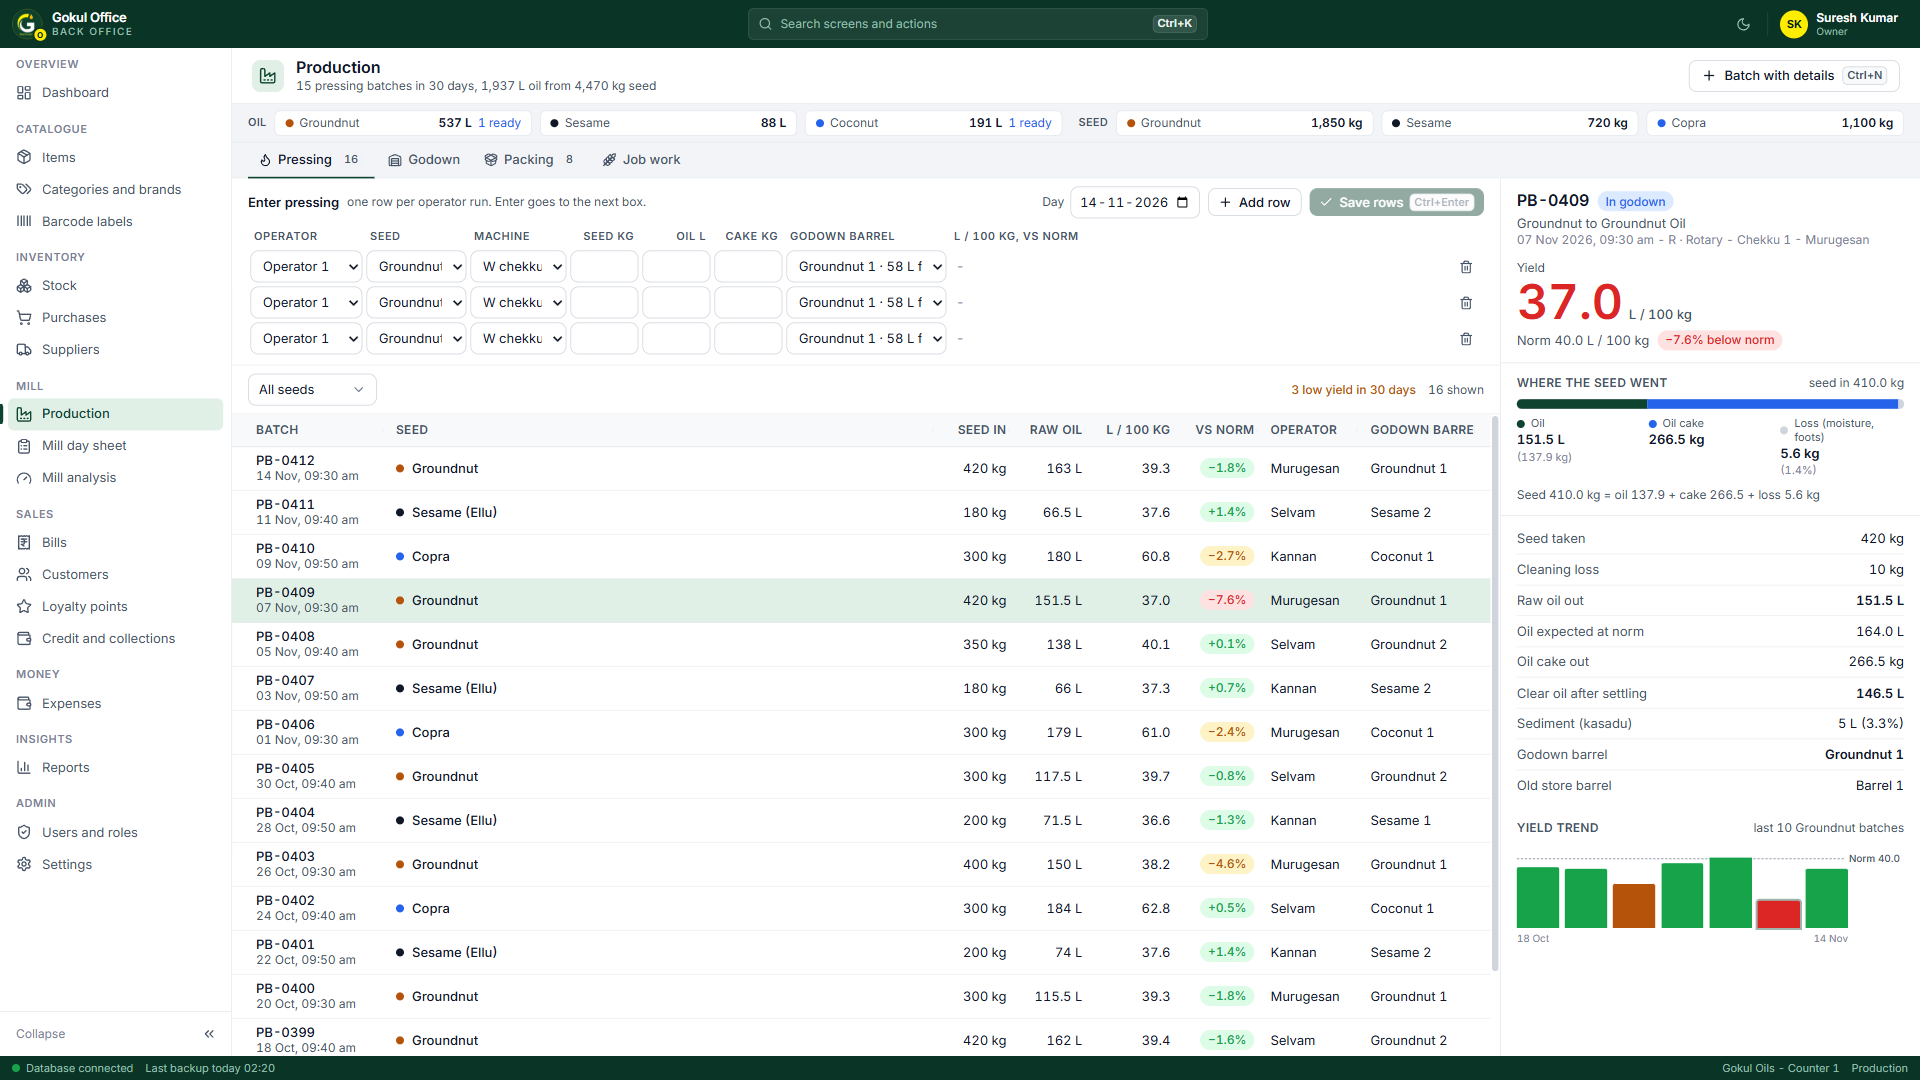 Gokul Office
BACK OFFICE
Search screens and actions Ctrl+K
SK
Suresh Kumar
Owner
OVERVIEW
Dashboard
CATALOGUE
Items
Categories and brands
Barcode labels
INVENTORY
Stock
Purchases
Suppliers
MILL
Production
Mill day sheet
Mill analysis
SALES
Bills
Customers
Loyalty points
Credit and collections
MONEY
Expenses
INSIGHTS
Reports
ADMIN
Users and roles
Settings
Collapse
Production
15 pressing batches in 30 days, 1,937 L oil from 4,470 kg seed
Batch with details Ctrl+N
OIL Groundnut 537 L 1 ready Sesame 88 L Coconut 191 L 1 ready SEED Groundnut 1,850 kg Sesame 720 kg Copra 1,100 kg
Pressing 16 Godown Packing 8 Job work
Enter pressing one row per operator run. Enter goes to the next box. Day 14-11-2026 Add row Save rows Ctrl+Enter
OPERATOR SEED MACHINE SEED KG OIL L CAKE KG GODOWN BARREL L / 100 KG, VS NORM
Operator 1 Groundnut W chekku Groundnut 1 · 58 L f -
Operator 1 Groundnut W chekku Groundnut 1 · 58 L f -
Operator 1 Groundnut W chekku Groundnut 1 · 58 L f -
All seeds 3 low yield in 30 days 16 shown
BATCH SEED SEED IN RAW OIL L / 100 KG VS NORM OPERATOR GODOWN BARRE
PB-0412 Groundnut 420 kg 163 L 39.3 −1.8% Murugesan Groundnut 1
14 Nov, 09:30 am
PB-0411 Sesame (Ellu) 180 kg 66.5 L 37.6 +1.4% Selvam Sesame 2
11 Nov, 09:40 am
PB-0410 Copra 300 kg 180 L 60.8 −2.7% Kannan Coconut 1
09 Nov, 09:50 am
PB-0409 Groundnut 420 kg 151.5 L 37.0 −7.6% Murugesan Groundnut 1
07 Nov, 09:30 am
PB-0408 Groundnut 350 kg 138 L 40.1 +0.1% Selvam Groundnut 2
05 Nov, 09:40 am
PB-0407 Sesame (Ellu) 180 kg 66 L 37.3 +0.7% Kannan Sesame 2
03 Nov, 09:50 am
PB-0406 Copra 300 kg 179 L 61.0 −2.4% Murugesan Coconut 1
01 Nov, 09:30 am
PB-0405 Groundnut 300 kg 117.5 L 39.7 −0.8% Selvam Groundnut 2
30 Oct, 09:40 am
PB-0404 Sesame (Ellu) 200 kg 71.5 L 36.6 −1.3% Kannan Sesame 1
28 Oct, 09:50 am
PB-0403 Groundnut 400 kg 150 L 38.2 −4.6% Murugesan Groundnut 1
26 Oct, 09:30 am
PB-0402 Copra 300 kg 184 L 62.8 +0.5% Selvam Coconut 1
24 Oct, 09:40 am
PB-0401 Sesame (Ellu) 200 kg 74 L 37.6 +1.4% Kannan Sesame 2
22 Oct, 09:50 am
PB-0400 Groundnut 300 kg 115.5 L 39.3 −1.8% Murugesan Groundnut 1
20 Oct, 09:30 am
PB-0399 Groundnut 420 kg 162 L 39.4 −1.6% Selvam Groundnut 2
18 Oct, 09:40 am
PB-0409 In godown
Groundnut to Groundnut Oil
07 Nov 2026, 09:30 am - R · Rotary - Chekku 1 - Murugesan
Yield
37.0 L / 100 kg
Norm 40.0 L / 100 kg −7.6% below norm
WHERE THE SEED WENT seed in 410.0 kg
Oil
151.5 L
(137.9 kg)
Oil cake
266.5 kg
Loss (moisture, foots)
5.6 kg
(1.4%)
Seed 410.0 kg = oil 137.9 + cake 266.5 + loss 5.6 kg
Seed taken 420 kg
Cleaning loss 10 kg
Raw oil out 151.5 L
Oil expected at norm 164.0 L
Oil cake out 266.5 kg
Clear oil after settling 146.5 L
Sediment (kasadu) 5 L (3.3%)
Godown barrel Groundnut 1
Old store barrel Barrel 1
YIELD TREND last 10 Groundnut batches
Norm 40.0
18 Oct 14 Nov
Database connected Last backup today 02:20 Gokul Oils - Counter 1 Production